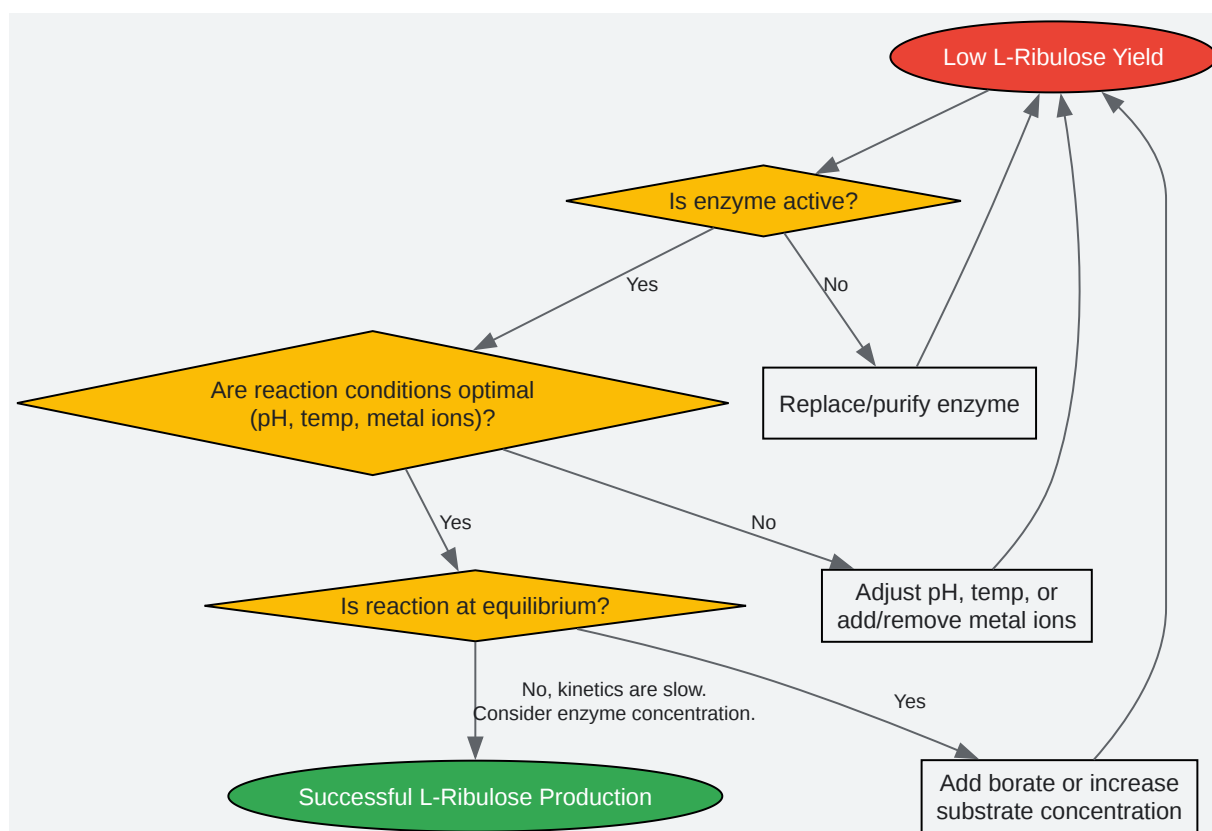 Low L-Ribulose Yield
Is enzyme active?
Yes
No
Are reaction conditions optimal
(pH, temp, metal ions)?
Replace/purify enzyme
Yes
No
Is reaction at equilibrium?
Adjust pH, temp, or
add/remove metal ions
No, kinetics are slow.
Consider enzyme concentration.
Yes
Successful L-Ribulose Production
Add borate or increase
substrate concentration